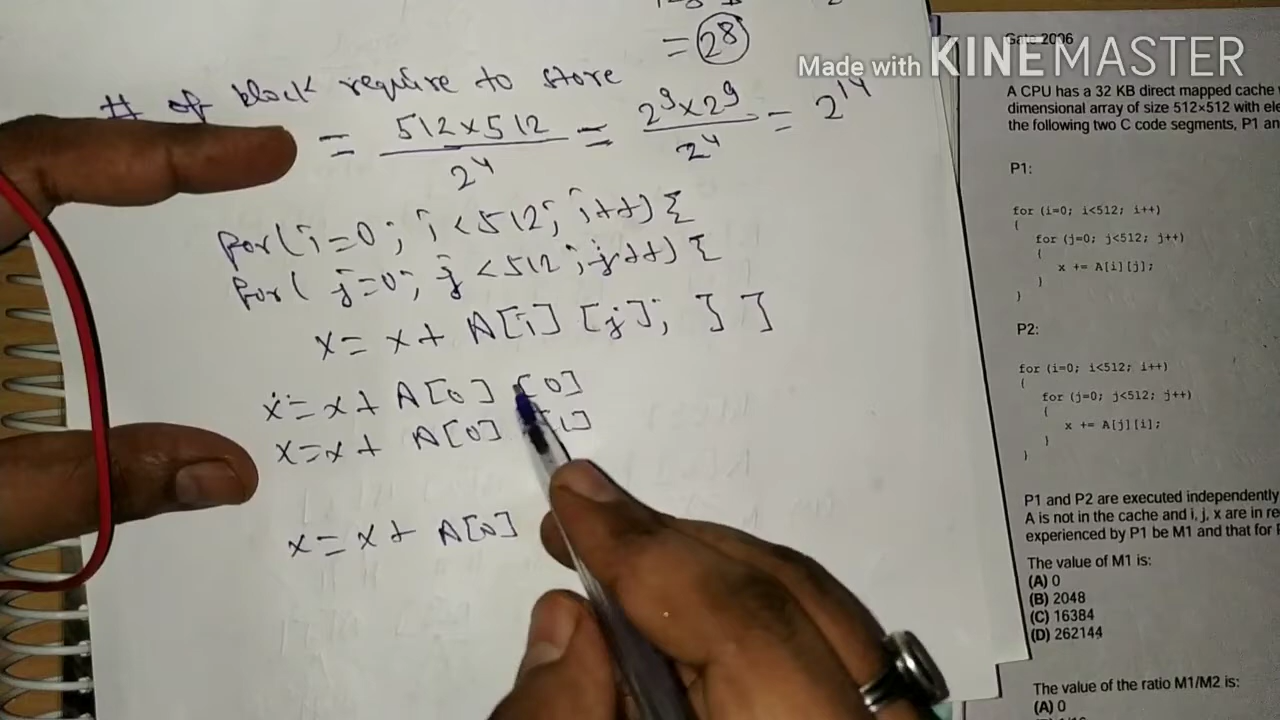 = 2^8
Made with KINEMASTER
# of block require to store
= 512×512 / 2^4 = 2^9×2^9 / 2^4 = 2^14
for(i=0; i<512; i++){
for( j=0; j<512; j++){
x= x+ A[i] [j]; } }
x= x+ A[0] [0]
x=x+ A[0] [1]
x=x+ A[0]
Gate 2006
A CPU has a 32 KB direct mapped cache
dimensional array of size 512×512 with
the following two C code segments, P1
P1:
for (i=0; i<512; i++)
{
for (j=0; j<512; j++)
{
x += A[i][j];
}
}
P2:
for (i=0; i<512; i++)
{
for (j=0; j<512; j++)
{
x += A[j][i];
}
}
P1 and P2 are executed independently
A is not in the cache and i, j, x are in
experienced by P1 be M1 and that for
The value of M1 is:
(A) 0
(B) 2048
(C) 16384
(D) 262144
The value of the ratio M1/M2 is:
(A) 0